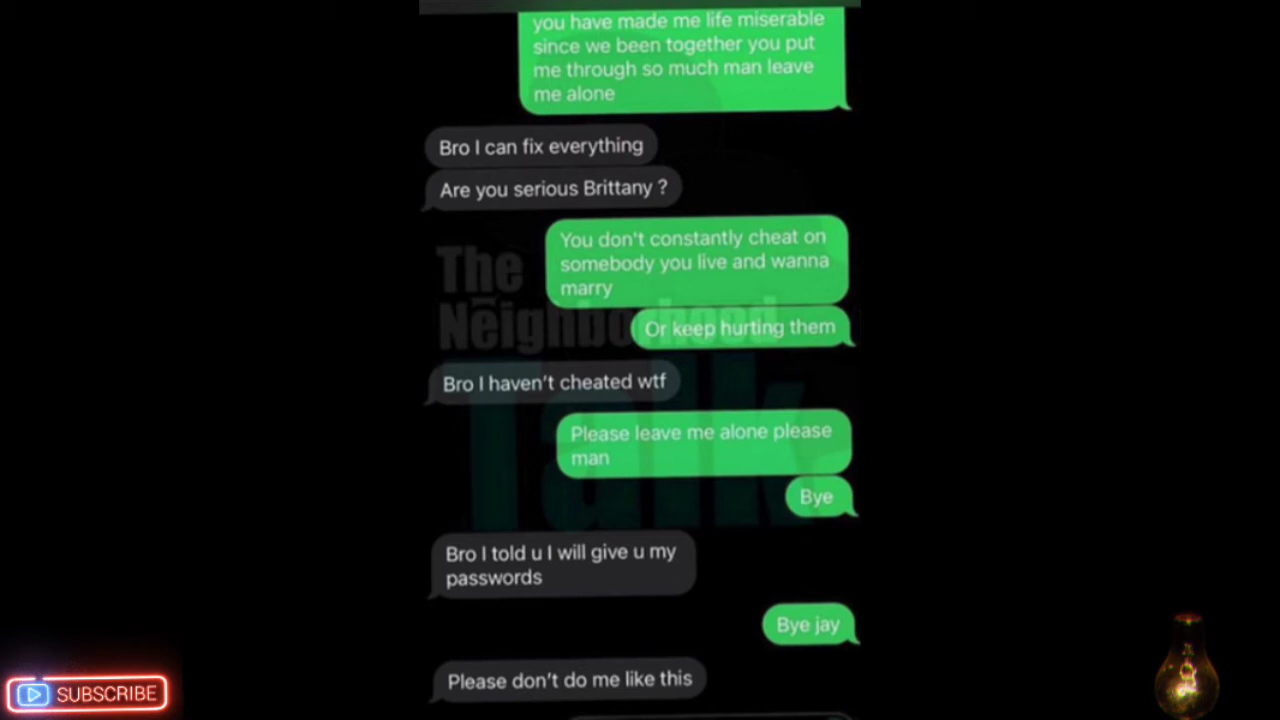 you have made me life miserable
since we been together you put
me through so much man leave
me alone
Bro I can fix everything
Are you serious Brittany ?
You don't constantly cheat on
somebody you live and wanna
marry
Or keep hurting them
Bro I haven't cheated wtf
Please leave me alone please
man
Bye
Bro I told u I will give u my
passwords
Bye jay
Please don't do me like this
The
Neighborhood
Talk
SUBSCRIBE